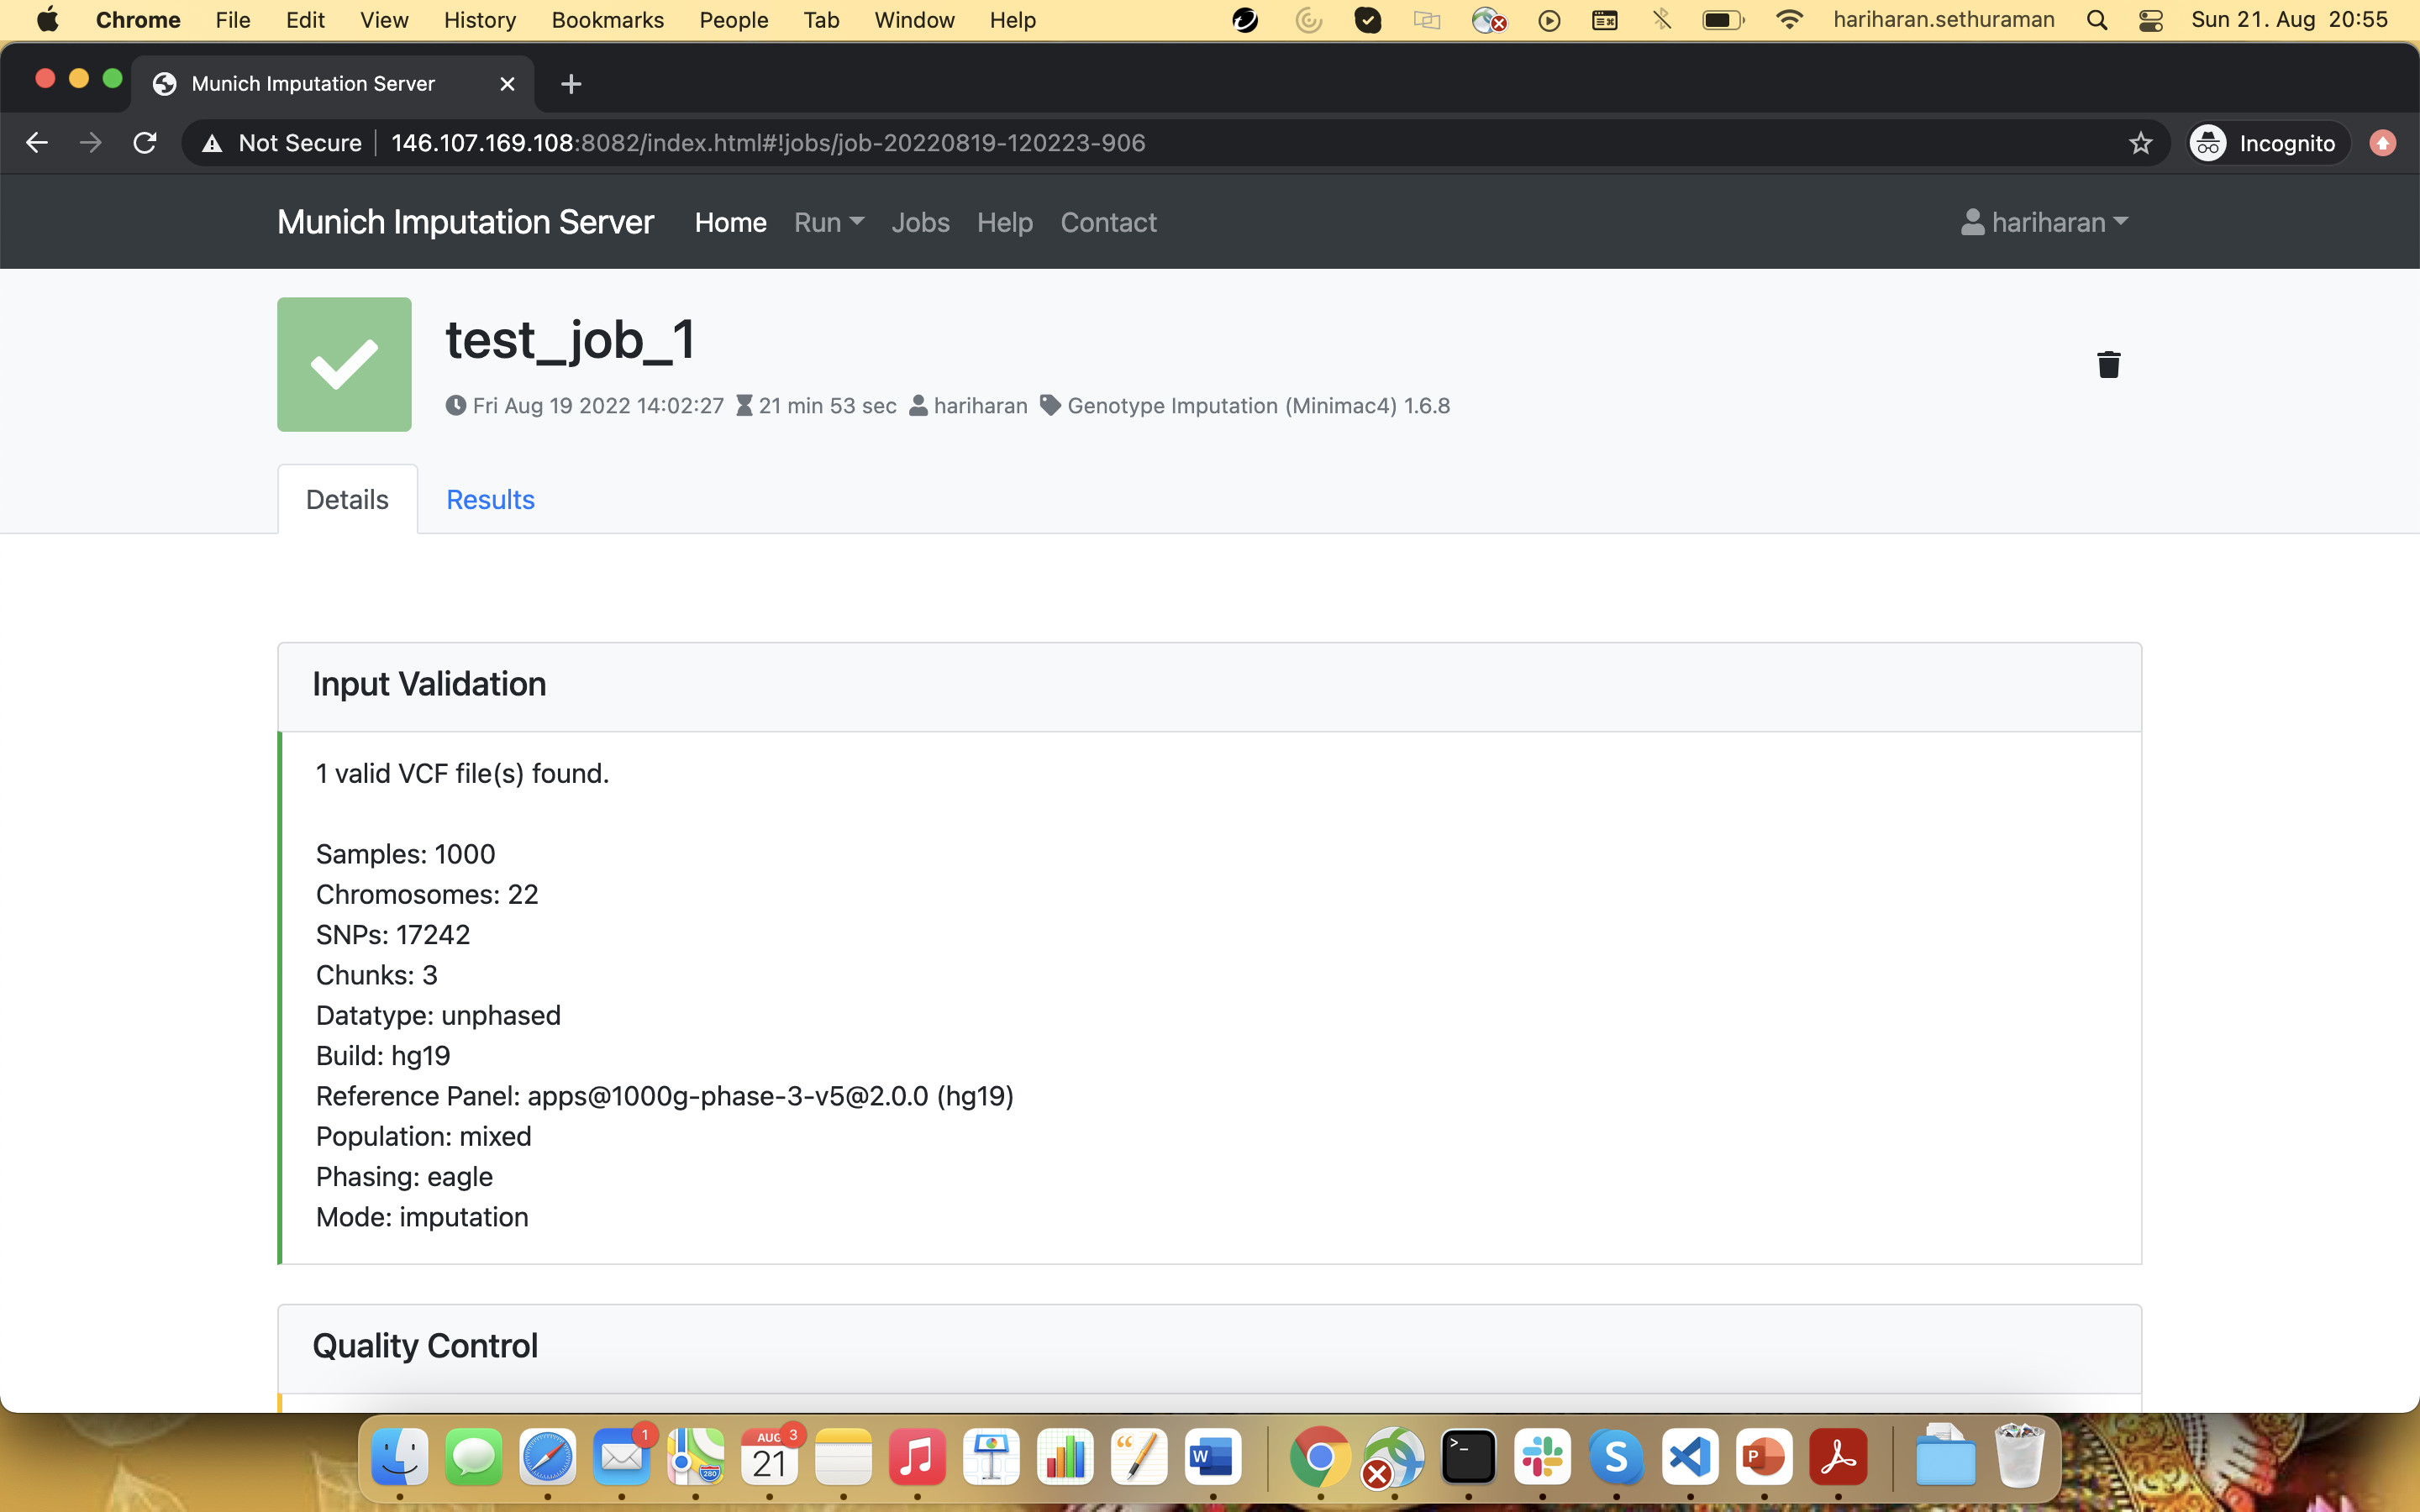 Chrome File Edit View History Bookmarks People Tab Window Help hariharan.sethuraman Sun 21. Aug 20:55
Munich Imputation Server
Not Secure 146.107.169.108:8082/index.html#!jobs/job-20220819-120223-906 Incognito
Munich Imputation Server Home Run Jobs Help Contact hariharan
test_job_1
Fri Aug 19 2022 14:02:27 21 min 53 sec hariharan Genotype Imputation (Minimac4) 1.6.8
Details Results
Input Validation
1 valid VCF file(s) found.
Samples: 1000
Chromosomes: 22
SNPs: 17242
Chunks: 3
Datatype: unphased
Build: hg19
Reference Panel: apps@1000g-phase-3-v5@2.0.0 (hg19)
Population: mixed
Phasing: eagle
Mode: imputation
Quality Control
1 280 AUG 3 W >_ S P
21